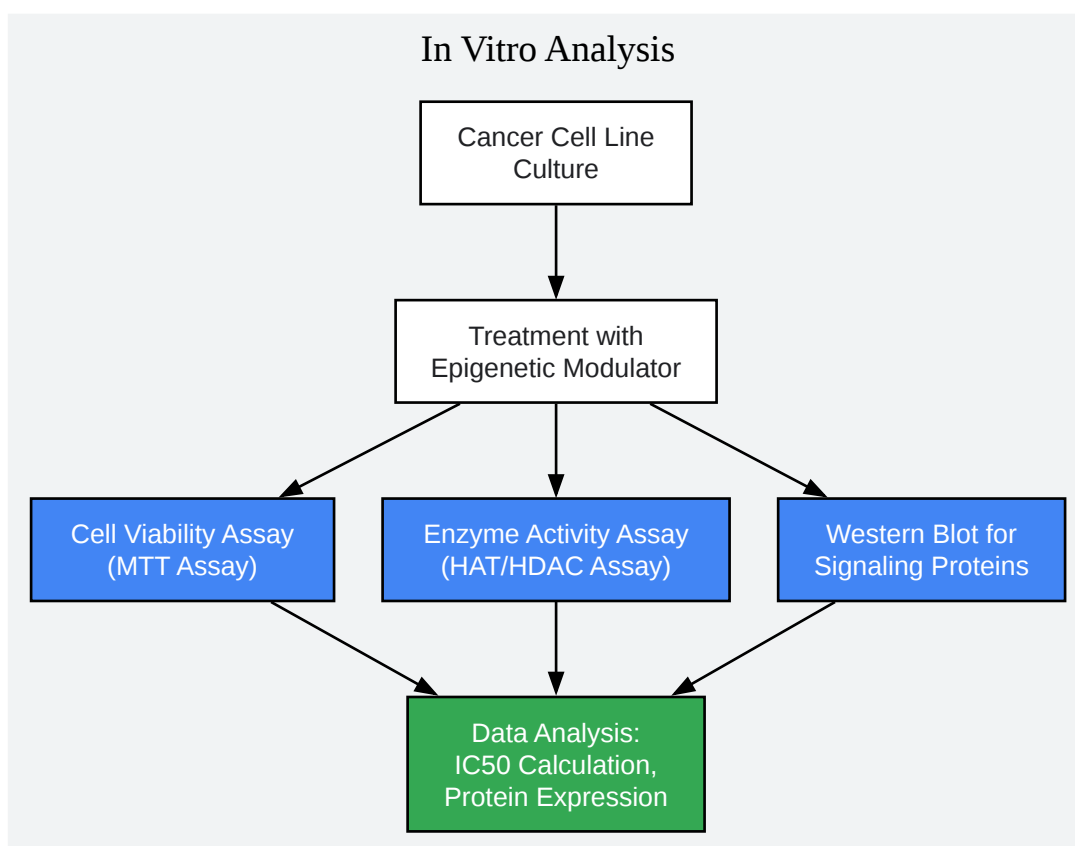 In Vitro Analysis
Cancer Cell Line
Culture
Treatment with
Epigenetic Modulator
Cell Viability Assay
(MTT Assay)
Enzyme Activity Assay
(HAT/HDAC Assay)
Western Blot for
Signaling Proteins
Data Analysis:
IC50 Calculation,
Protein Expression